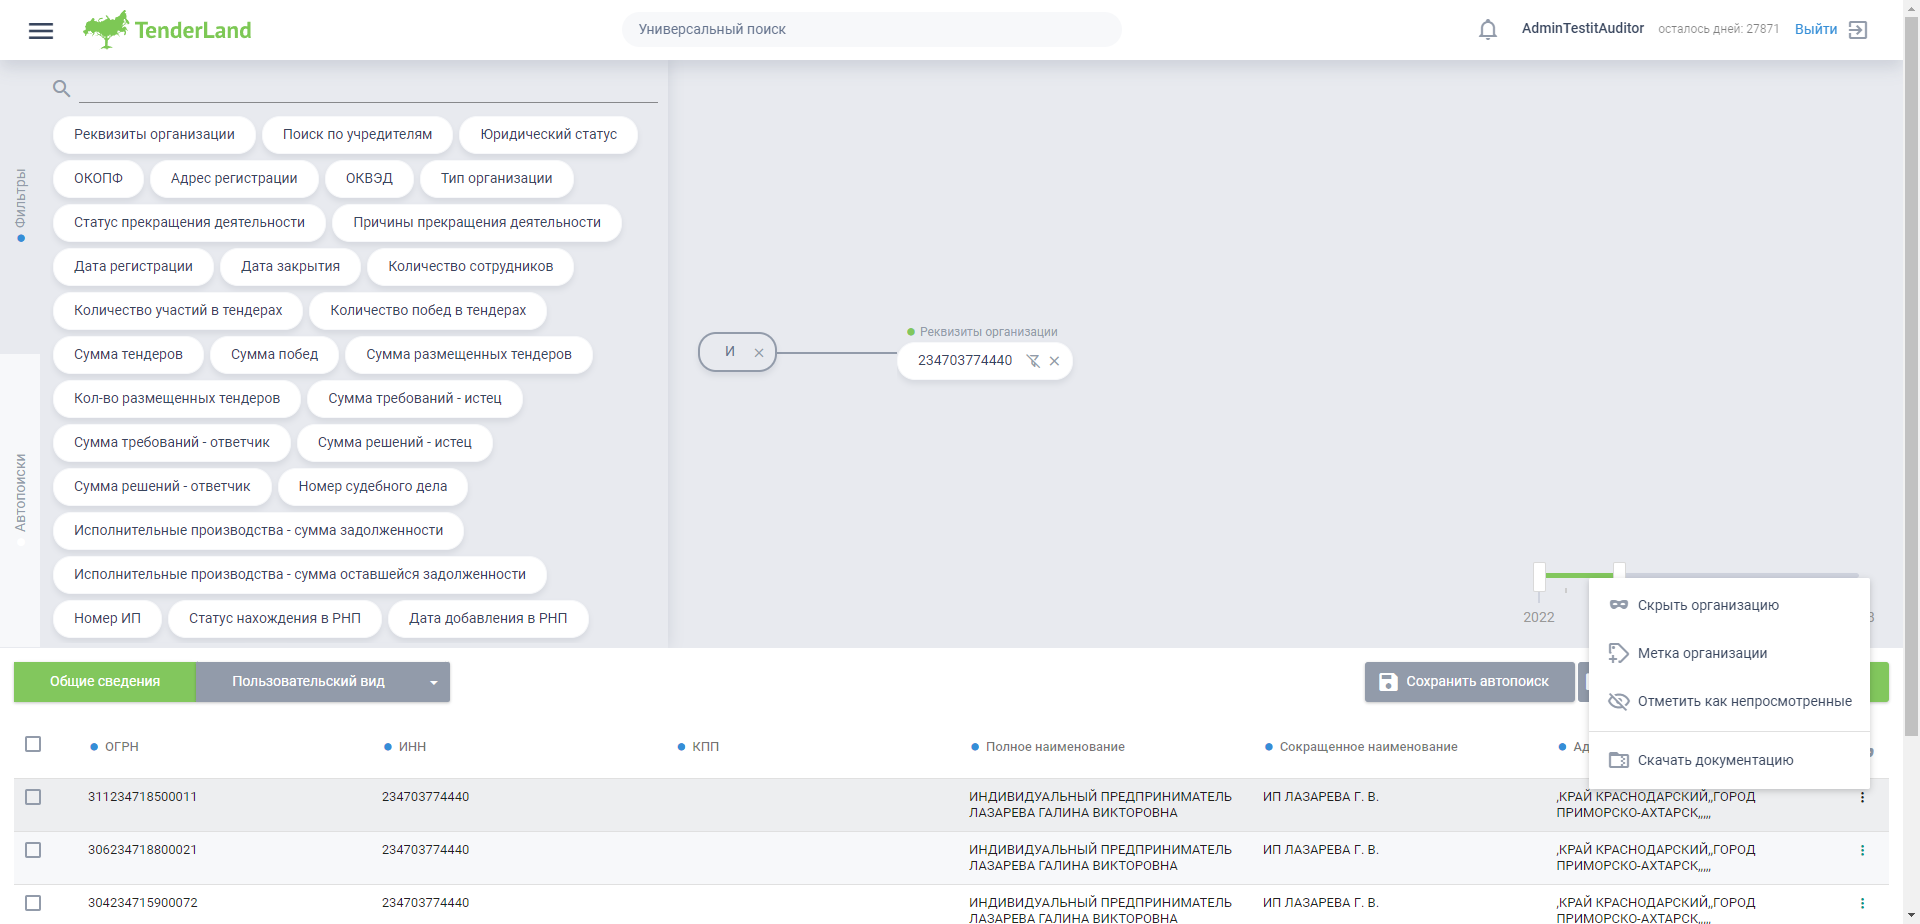 TenderLand
Универсальный поиск
AdminTestitAuditor
осталось дней: 27871
Выйти
Фильтры
Автопоиски
Реквизиты организации
Поиск по учредителям
Юридический статус
ОКОПФ
Адрес регистрации
ОКВЭД
Тип организации
Статус прекращения деятельности
Причины прекращения деятельности
Дата регистрации
Дата закрытия
Количество сотрудников
Количество участий в тендерах
Количество побед в тендерах
Сумма тендеров
Сумма побед
Сумма размещенных тендеров
Кол-во размещенных тендеров
Сумма требований - истец
Сумма требований - ответчик
Сумма решений - истец
Сумма решений - ответчик
Номер судебного дела
Исполнительные производства - сумма задолженности
Исполнительные производства - сумма оставшейся задолженности
Номер ИП
Статус нахождения в РНП
Дата добавления в РНП
И
Реквизиты организации
234703774440
2022
Скрыть организацию
Метка организации
Отметить как непросмотренные
Скачать документацию
Общие сведения
Пользовательский вид
Сохранить автопоиск
ОГРН
ИНН
КПП
Полное наименование
Сокращенное наименование
Ад
311234718500011
234703774440
ИНДИВИДУАЛЬНЫЙ ПРЕДПРИНИМАТЕЛЬ
ЛАЗАРЕВА ГАЛИНА ВИКТОРОВНА
ИП ЛАЗАРЕВА Г. В.
,КРАЙ КРАСНОДАРСКИЙ,,ГОРОД
ПРИМОРСКО-АХТАРСК,,,,,
306234718800021
234703774440
ИНДИВИДУАЛЬНЫЙ ПРЕДПРИНИМАТЕЛЬ
ЛАЗАРЕВА ГАЛИНА ВИКТОРОВНА
ИП ЛАЗАРЕВА Г. В.
,КРАЙ КРАСНОДАРСКИЙ,,ГОРОД
ПРИМОРСКО-АХТАРСК,,,,,
304234715900072
234703774440
ИНДИВИДУАЛЬНЫЙ ПРЕДПРИНИМАТЕЛЬ
ЛАЗАРЕВА ГАЛИНА ВИКТОРОВНА
ИП ЛАЗАРЕВА Г. В.
,КРАЙ КРАСНОДАРСКИЙ,,ГОРОД
ПРИМОРСКО-АХТАРСК,,,,,